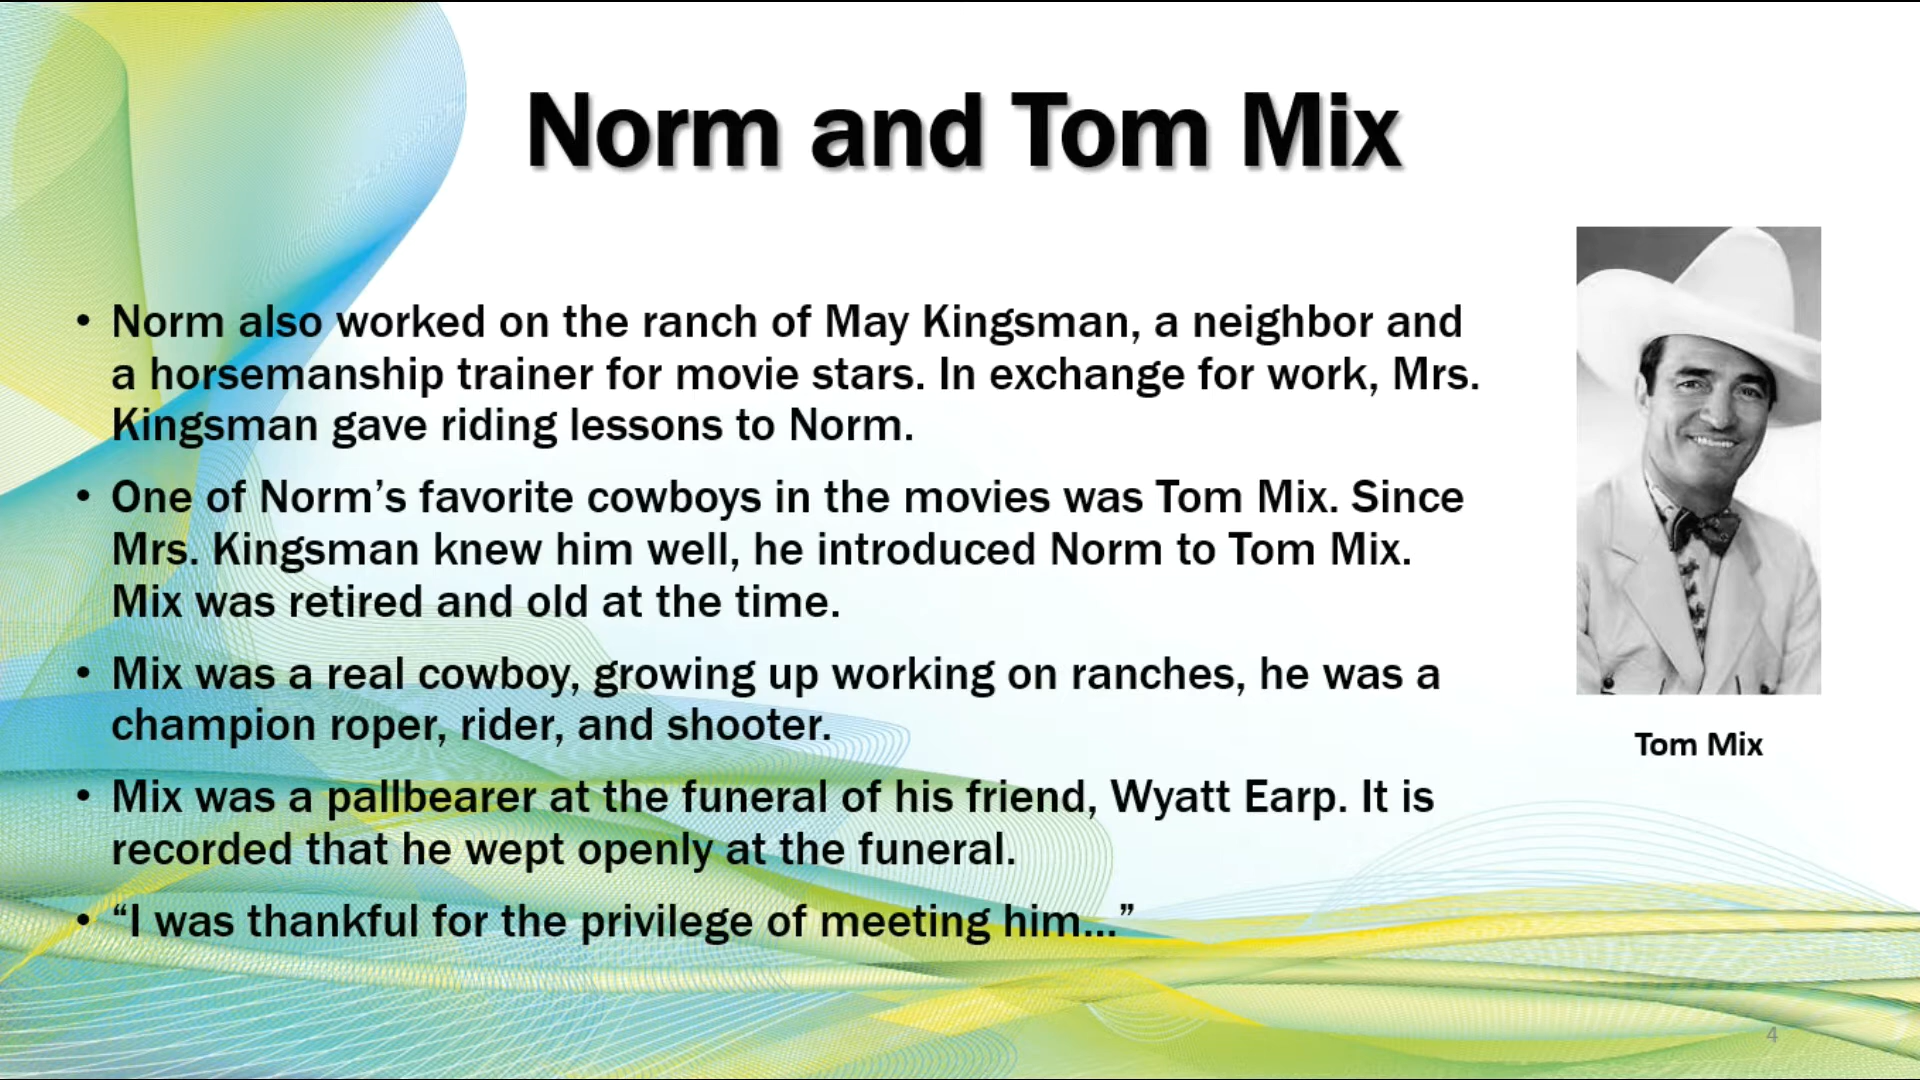 Norm and Tom Mix
• Norm also worked on the ranch of May Kingsman, a neighbor and
a horsemanship trainer for movie stars. In exchange for work, Mrs.
Kingsman gave riding lessons to Norm.
• One of Norm’s favorite cowboys in the movies was Tom Mix. Since
Mrs. Kingsman knew him well, he introduced Norm to Tom Mix.
Mix was retired and old at the time.
• Mix was a real cowboy, growing up working on ranches, he was a
champion roper, rider, and shooter.
• Mix was a pallbearer at the funeral of his friend, Wyatt Earp. It is
recorded that he wept openly at the funeral.
• “I was thankful for the privilege of meeting him…”
Tom Mix
4